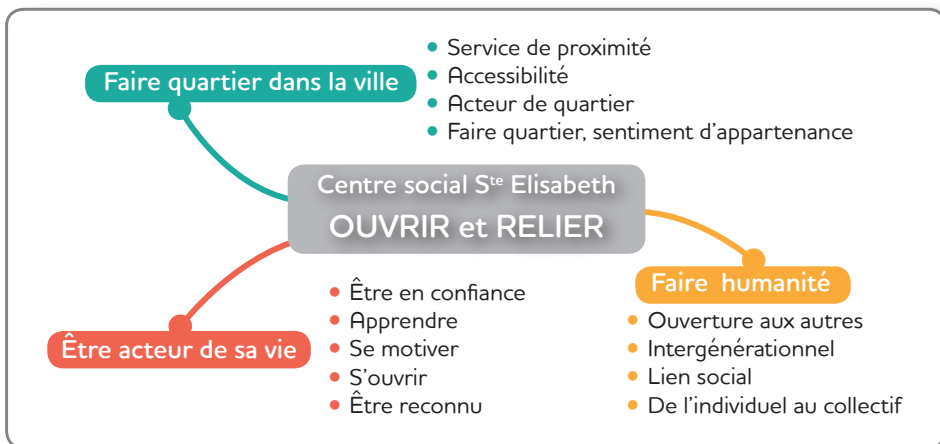 Faire quartier dans la ville
• Service de proximité
• Accessibilité
• Acteur de quartier
• Faire quartier, sentiment d'appartenance
Centre social Ste Elisabeth
OUVRIR et RELIER
Être acteur de sa vie
• Être en confiance
• Apprendre
• Se motiver
• S'ouvrir
• Être reconnu
Faire humanité
• Ouverture aux autres
• Intergénérationnel
• Lien social
• De l'individuel au collectif